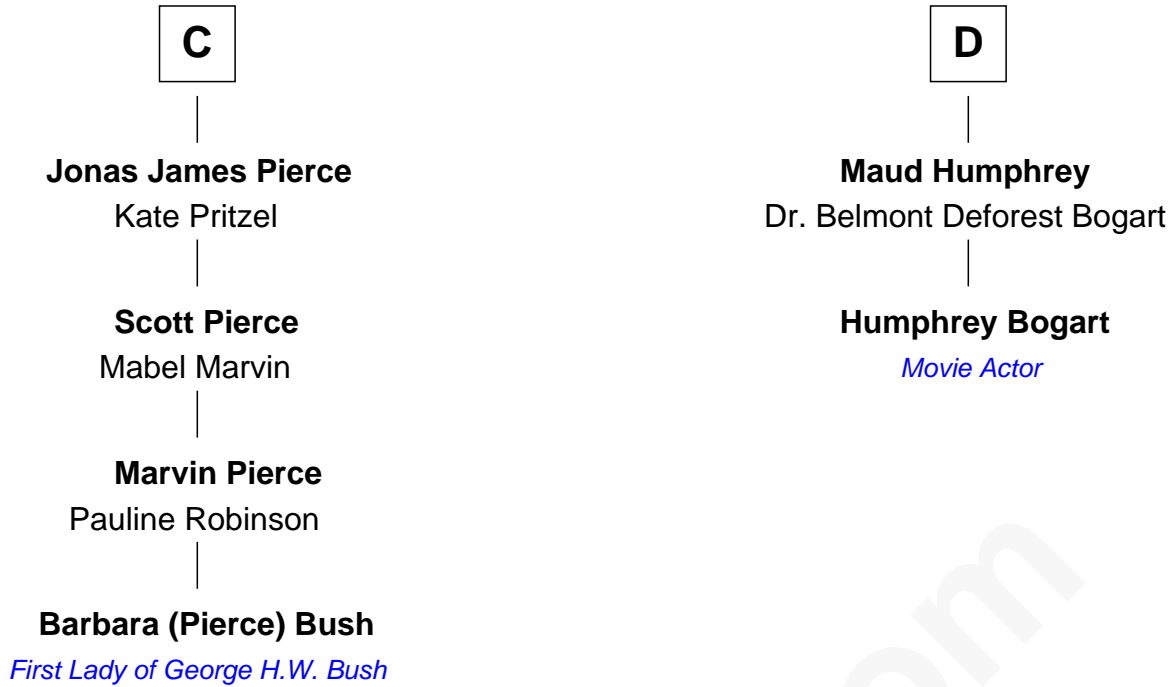 C
Jonas James Pierce
Kate Pritzel
Scott Pierce
Mabel Marvin
Marvin Pierce
Pauline Robinson
Barbara (Pierce) Bush
First Lady of George H.W. Bush
D
Maud Humphrey
Dr. Belmont Deforest Bogart
Humphrey Bogart
Movie Actor
om